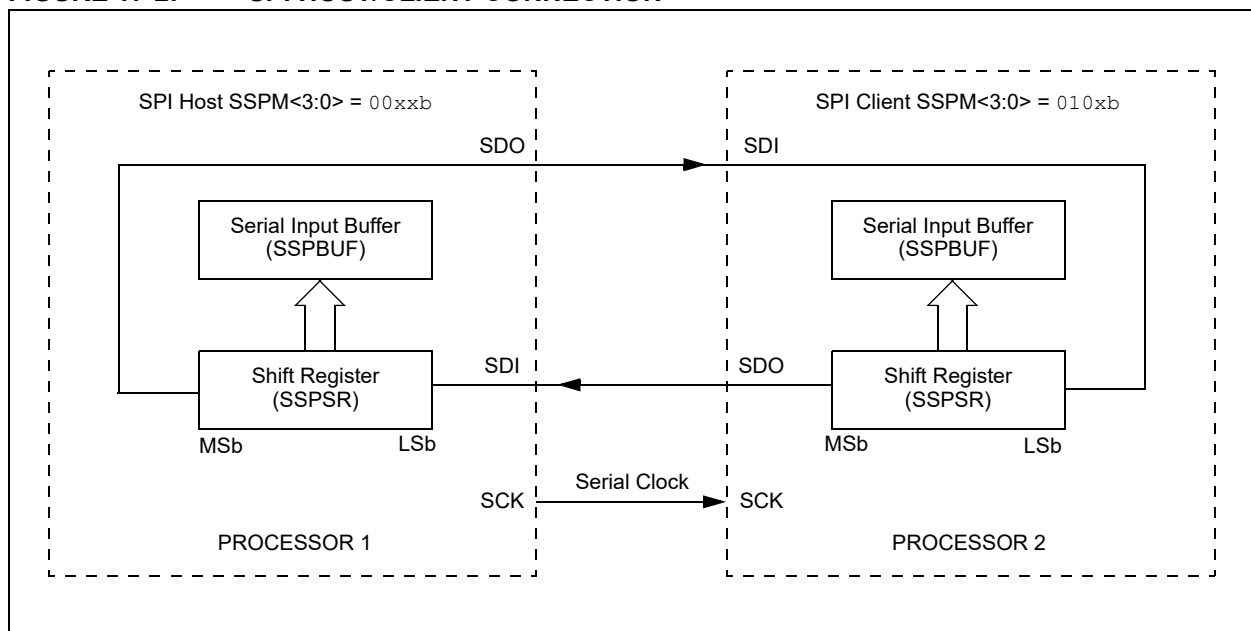 SPI Host SSPM<3:0> = 00xxb
SDO
Serial Input Buffer
(SSPBUF)
Shift Register
(SSPSR)
MSb
LSb
SDI
SCK
PROCESSOR 1
Serial Clock
SPI Client SSPM<3:0> = 010xb
SDI
Serial Input Buffer
(SSPBUF)
SDO
Shift Register
(SSPSR)
MSb
LSb
SCK
PROCESSOR 2